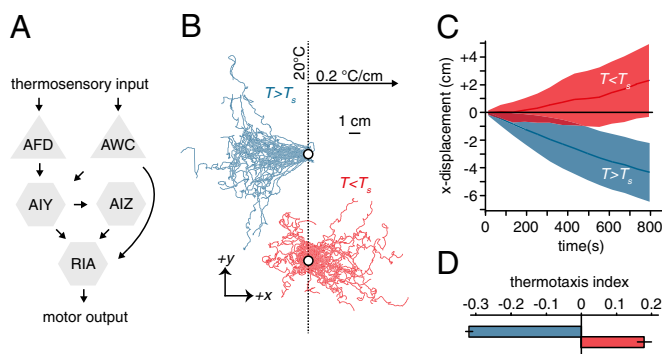 A
thermosensory input
AFD
AWC
AIY
AIZ
RIA
motor output
B
20°C
T>Ts
0.2 °C/cm
1 cm
T<Ts
+y
+x
C
x-displacement (cm)
+4
+2
0
-2
-4
-6
T<Ts
T>Ts
0 200 400 600 800
time(s)
D
thermotaxis index
-0.3 -0.2 -0.1 0 0.1 0.2